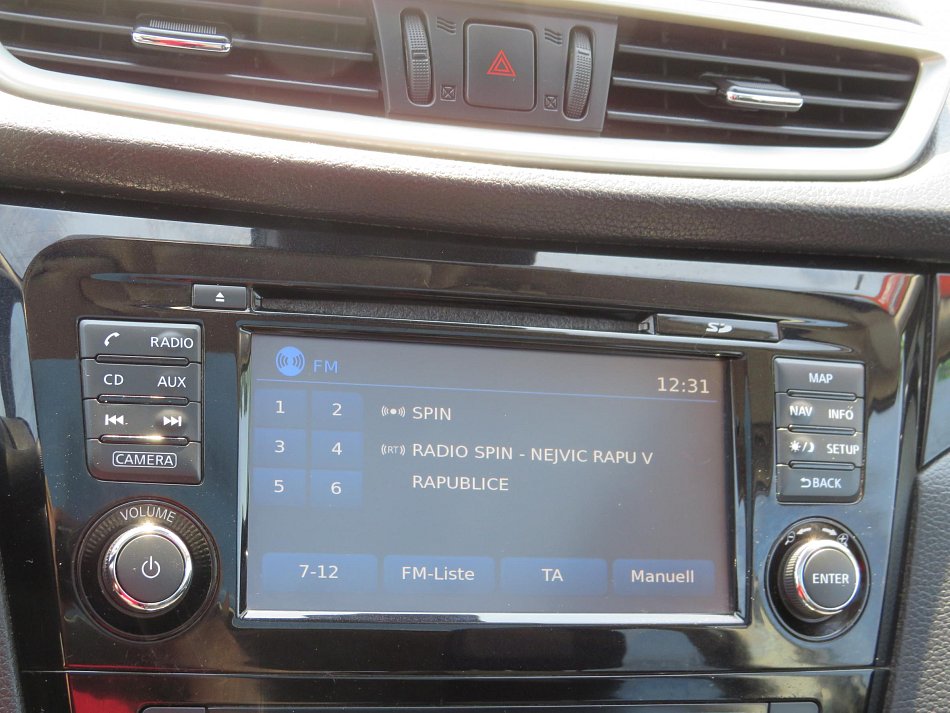 RADIO
CD AUX
CAMERA
VOLUME
SD
FM
12:31
1 2
3 4
5 6
SPIN
(RT) RADIO SPIN - NEJVIC RAPU V
RAPUBLICE
7-12 FM-Liste TA Manuell
MAP
NAV INFO
SETUP
BACK
ENTER